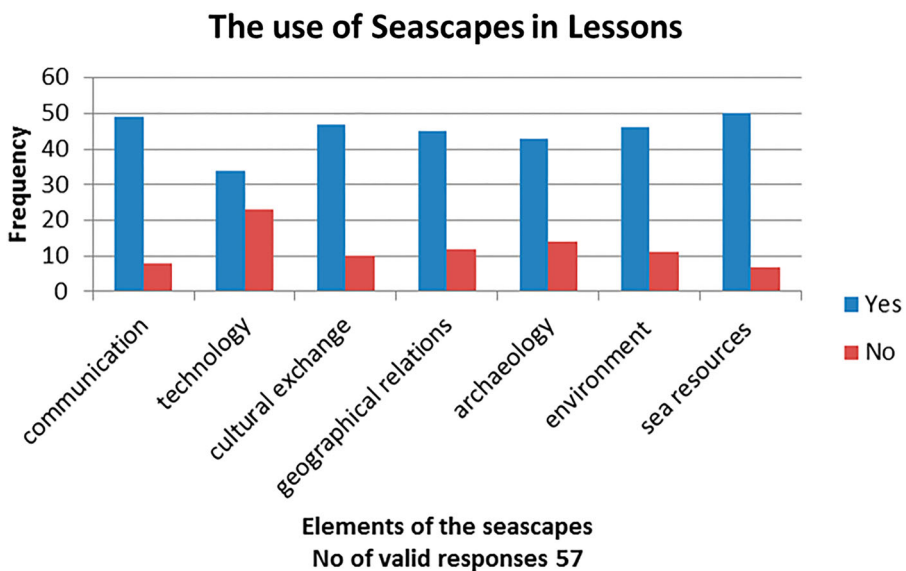 The use of Seascapes in Lessons
Frequency
60
50
40
30
20
10
0
communication
technology
cultural exchange
geographical relations
archaeology
environment
sea resources
Yes
No
Elements of the seascapes
No of valid responses 57